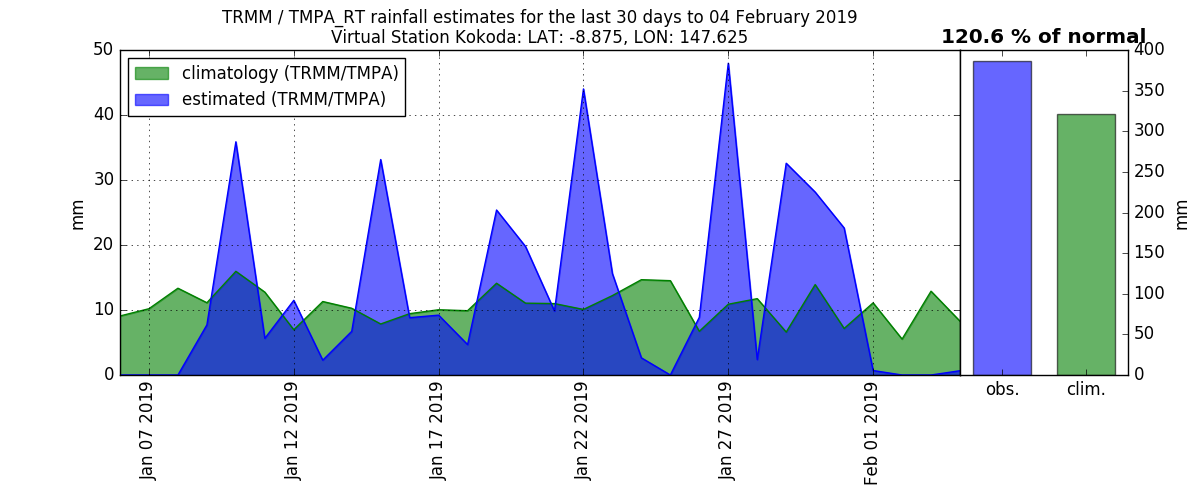 TRMM / TMPA_RT rainfall estimates for the last 30 days to 04 February 2019
Virtual Station Kokoda: LAT: -8.875, LON: 147.625
120.6 % of normal
climatology (TRMM/TMPA)
estimated (TRMM/TMPA)
50
40
30
20
10
0
mm
Jan 07 2019
Jan 12 2019
Jan 17 2019
Jan 22 2019
Jan 27 2019
Feb 01 2019
obs.
clim.
400
350
300
250
200
150
100
50
0
mm